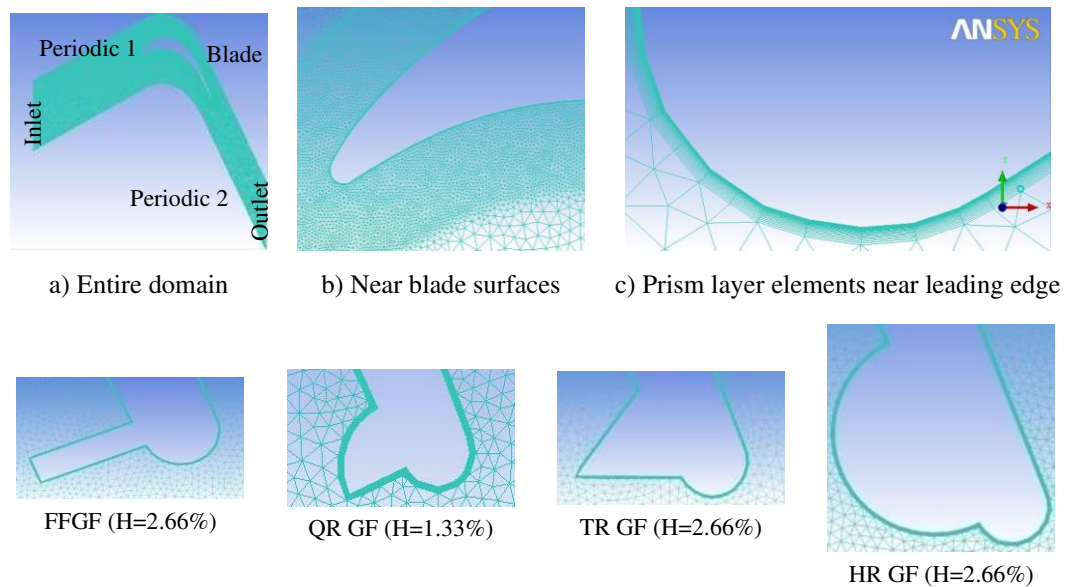 Periodic 1
Blade
Inlet
Periodic 2
Outlet
ANSYS
Y
X
a) Entire domain
b) Near blade surfaces
c) Prism layer elements near leading edge
FFGF (H=2.66%)
QR GF (H=1.33%)
TR GF (H=2.66%)
HR GF (H=2.66%)